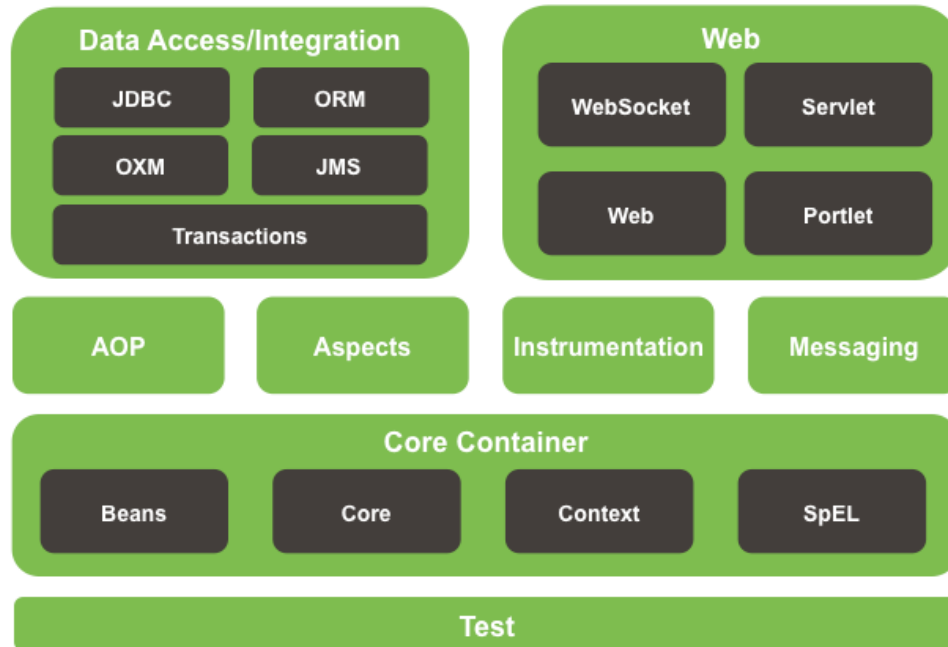 Data Access/Integration
JDBC
ORM
OXM
JMS
Transactions
Web
WebSocket
Servlet
Web
Portlet
AOP
Aspects
Instrumentation
Messaging
Core Container
Beans
Core
Context
SpEL
Test